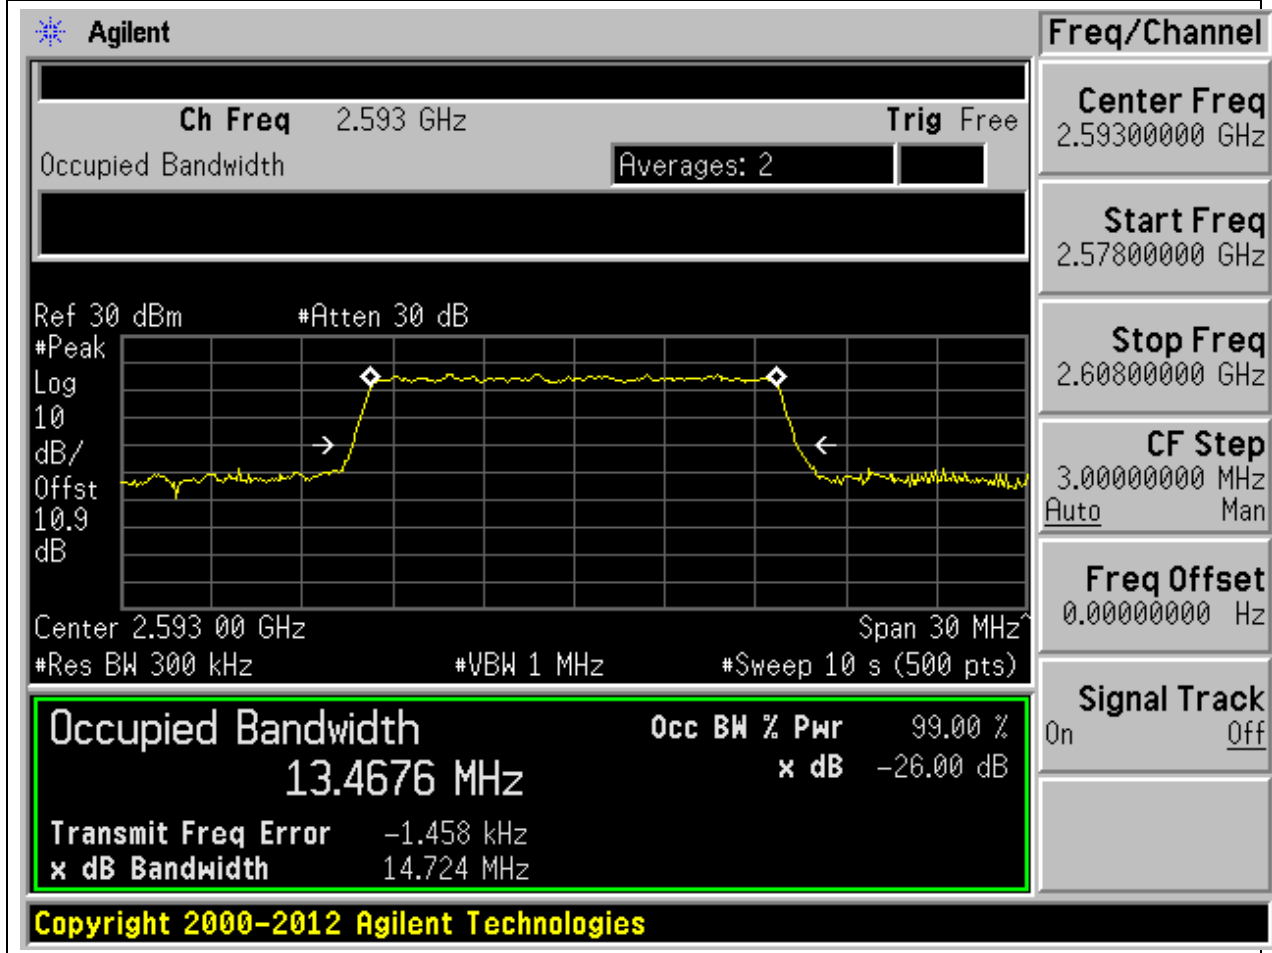 Agilent
Freq/Channel
Ch Freq 2.593 GHz Trig Free
Occupied Bandwidth Averages: 2
Center Freq
2.59300000 GHz
Start Freq
2.57800000 GHz
Stop Freq
2.60800000 GHz
CF Step
3.00000000 MHz
Auto Man
Freq Offset
0.00000000 Hz
Signal Track
On Off
Ref 30 dBm #Atten 30 dB
#Peak
Log
10
dB/
Offst
10.9
dB
Center 2.593 00 GHz Span 30 MHz^
#Res BW 300 kHz #VBW 1 MHz #Sweep 10 s (500 pts)
Occupied Bandwidth Occ BW % Pwr 99.00 %
13.4676 MHz x dB -26.00 dB
Transmit Freq Error -1.458 kHz
x dB Bandwidth 14.724 MHz
Copyright 2000-2012 Agilent Technologies